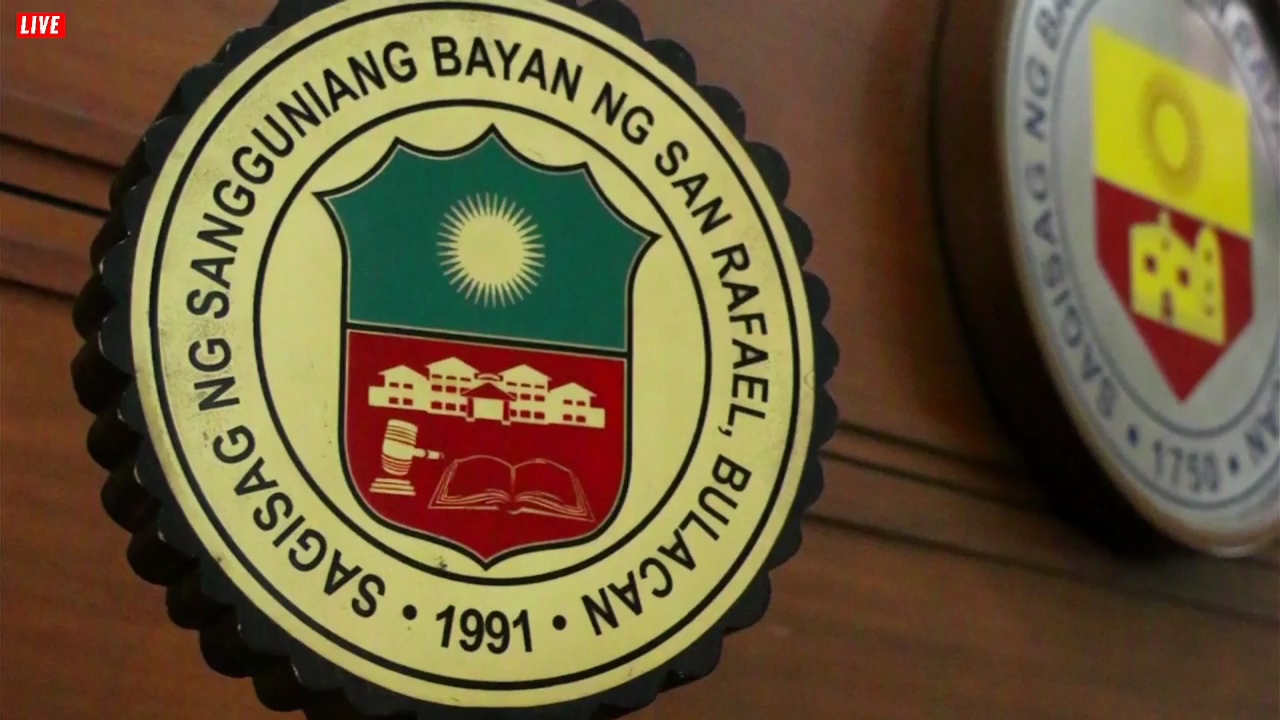 LIVE
SAGISAG NG SANGGUNIANG BAYAN NG SAN RAFAEL, BULACAN
• 1991 •
SAGISAG NG
• 1750 •